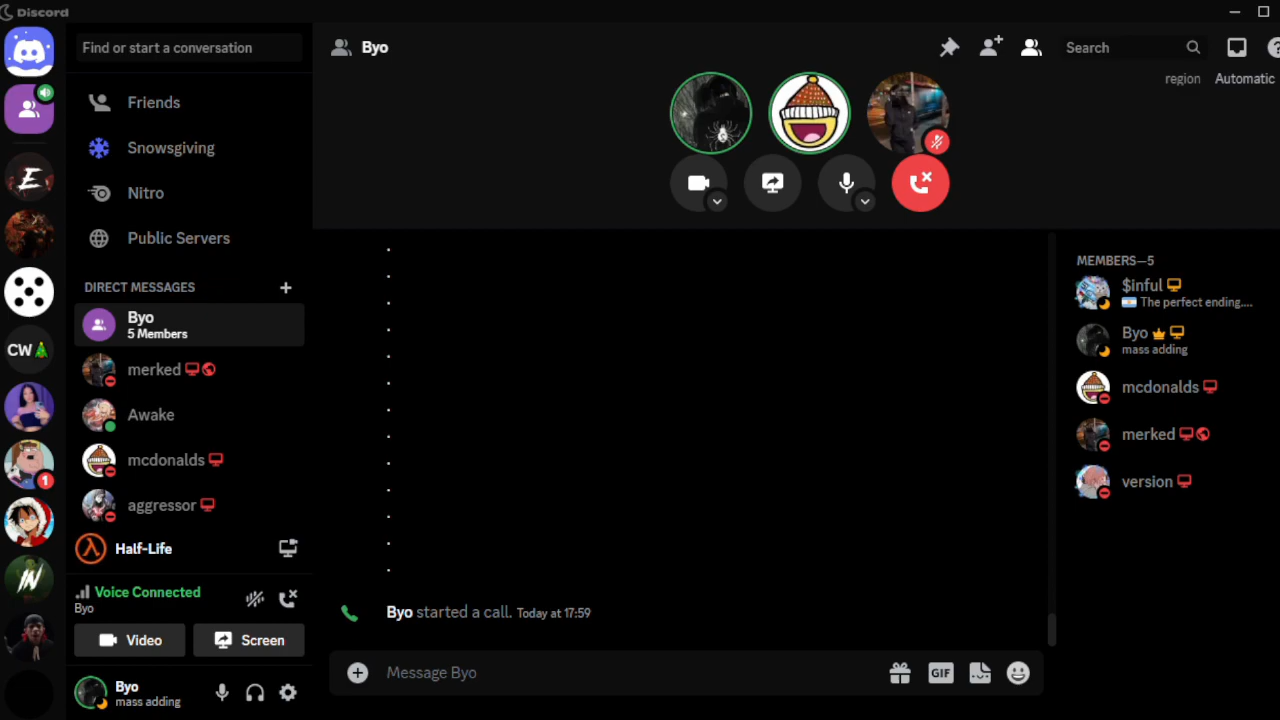 Discord
Find or start a conversation
Friends
Snowsgiving
Nitro
Public Servers
DIRECT MESSAGES
Byo
5 Members
merked
Awake
mcdonalds
aggressor
Half-Life
Voice Connected
Byo
Video
Screen
Byo
mass adding
E
CW
1
IN
Byo
Search
region
Automatic
.
.
.
.
.
.
.
.
.
.
.
.
.
Byo started a call. Today at 17:59
Message Byo
GIF
MEMBERS—5
$inful
The perfect ending....
Byo
mass adding
mcdonalds
merked
version